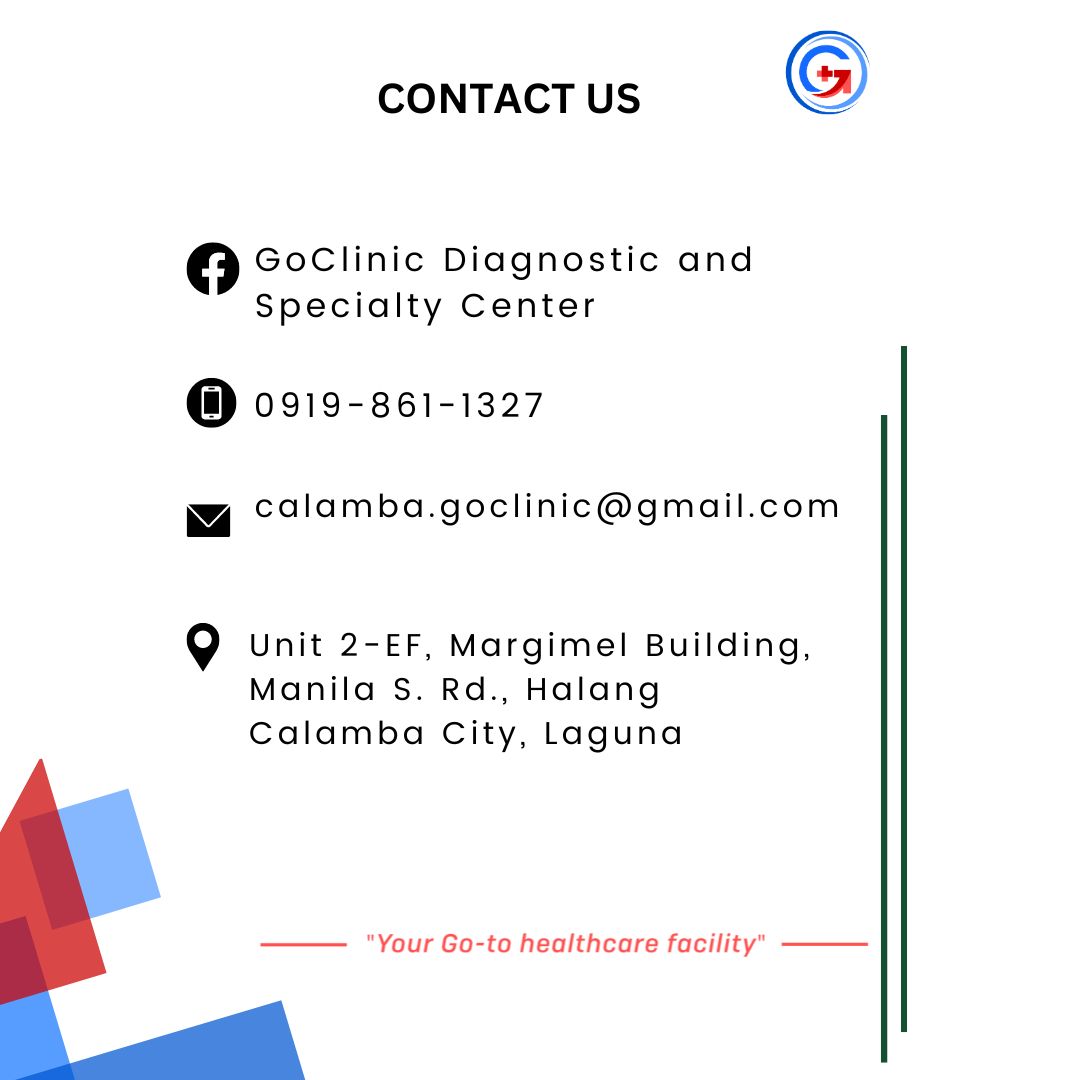 CONTACT US
GoClinic Diagnostic and
Specialty Center
0919-861-1327
calamba.goclinic@gmail.com
Unit 2-EF, Margimel Building,
Manila S. Rd., Halang
Calamba City, Laguna
"Your Go-to healthcare facility"